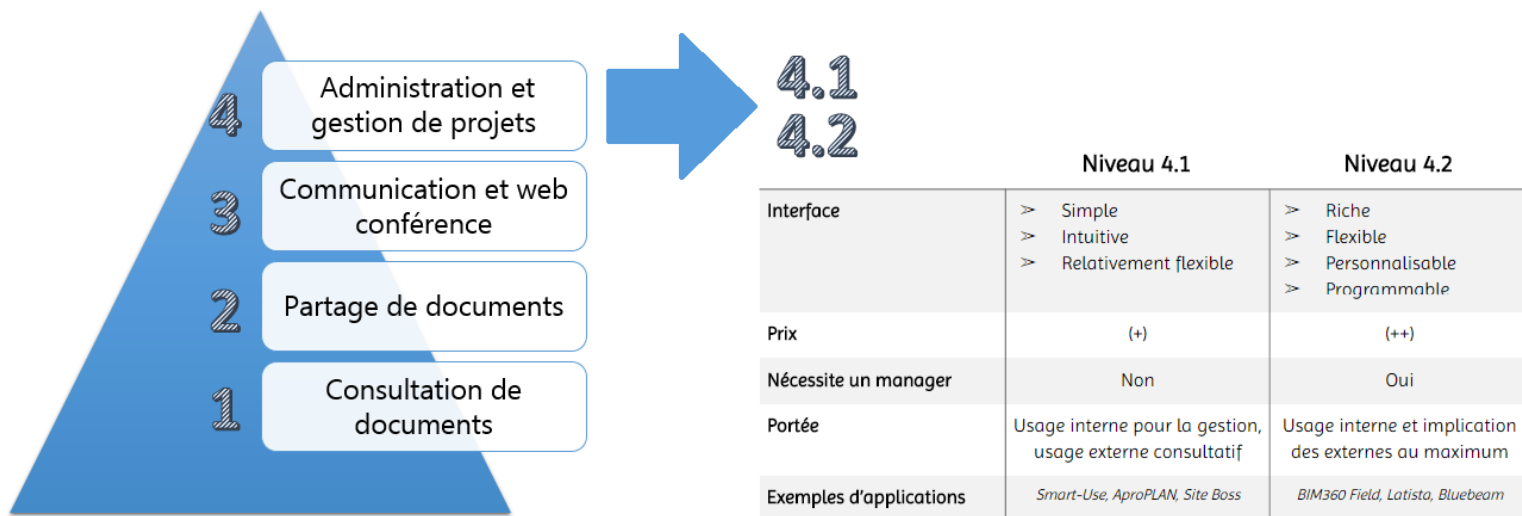 4
Administration et
gestion de projets
3
Communication et web
conférence
2
Partage de documents
1
Consultation de
documents
4.1
4.2
Niveau 4.1
Niveau 4.2
Interface
➢ Simple
➢ Intuitive
➢ Relativement flexible
➢ Riche
➢ Flexible
➢ Personnalisable
➢ Programmable
Prix
(+)
(++)
Nécessite un manager
Non
Oui
Portée
Usage interne pour la gestion,
usage externe consultatif
Usage interne et implication
des externes au maximum
Exemples d’applications
Smart-Use, AproPLAN, Site Boss
BIM360 Field, Latista, Bluebeam